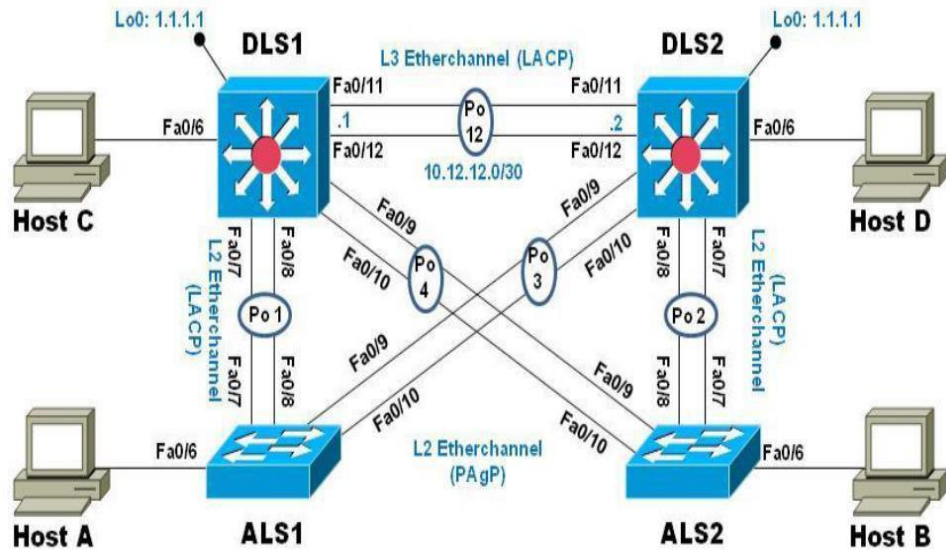 Lo0: 1.1.1.1
Lo0: 1.1.1.1
DLS1
DLS2
L3 Etherchannel (LACP)
Fa0/11
Fa0/11
Fa0/6
.1
Po
12
.2
Fa0/6
Fa0/12
Fa0/12
10.12.12.0/30
Host C
Host D
Fa0/9
Fa0/9
Fa0/10
Fa0/10
Fa0/7
Fa0/8
Fa0/8
Fa0/7
Po
4
Po
3
L2 Etherchannel
(LACP)
Po 1
Po 2
L2 Etherchannel
(LACP)
Fa0/7
Fa0/8
Fa0/9
Fa0/10
Fa0/9
Fa0/10
Fa0/8
Fa0/7
L2 Etherchannel
(PAgP)
Fa0/6
Fa0/6
Host A
ALS1
ALS2
Host B